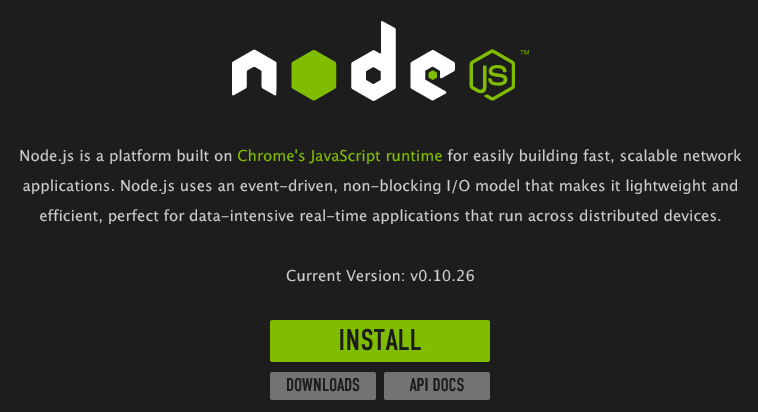 node JS ™
Node.js is a platform built on Chrome's JavaScript runtime for easily building fast, scalable network
applications. Node.js uses an event-driven, non-blocking I/O model that makes it lightweight and
efficient, perfect for data-intensive real-time applications that run across distributed devices.
Current Version: v0.10.26
INSTALL
DOWNLOADS API DOCS